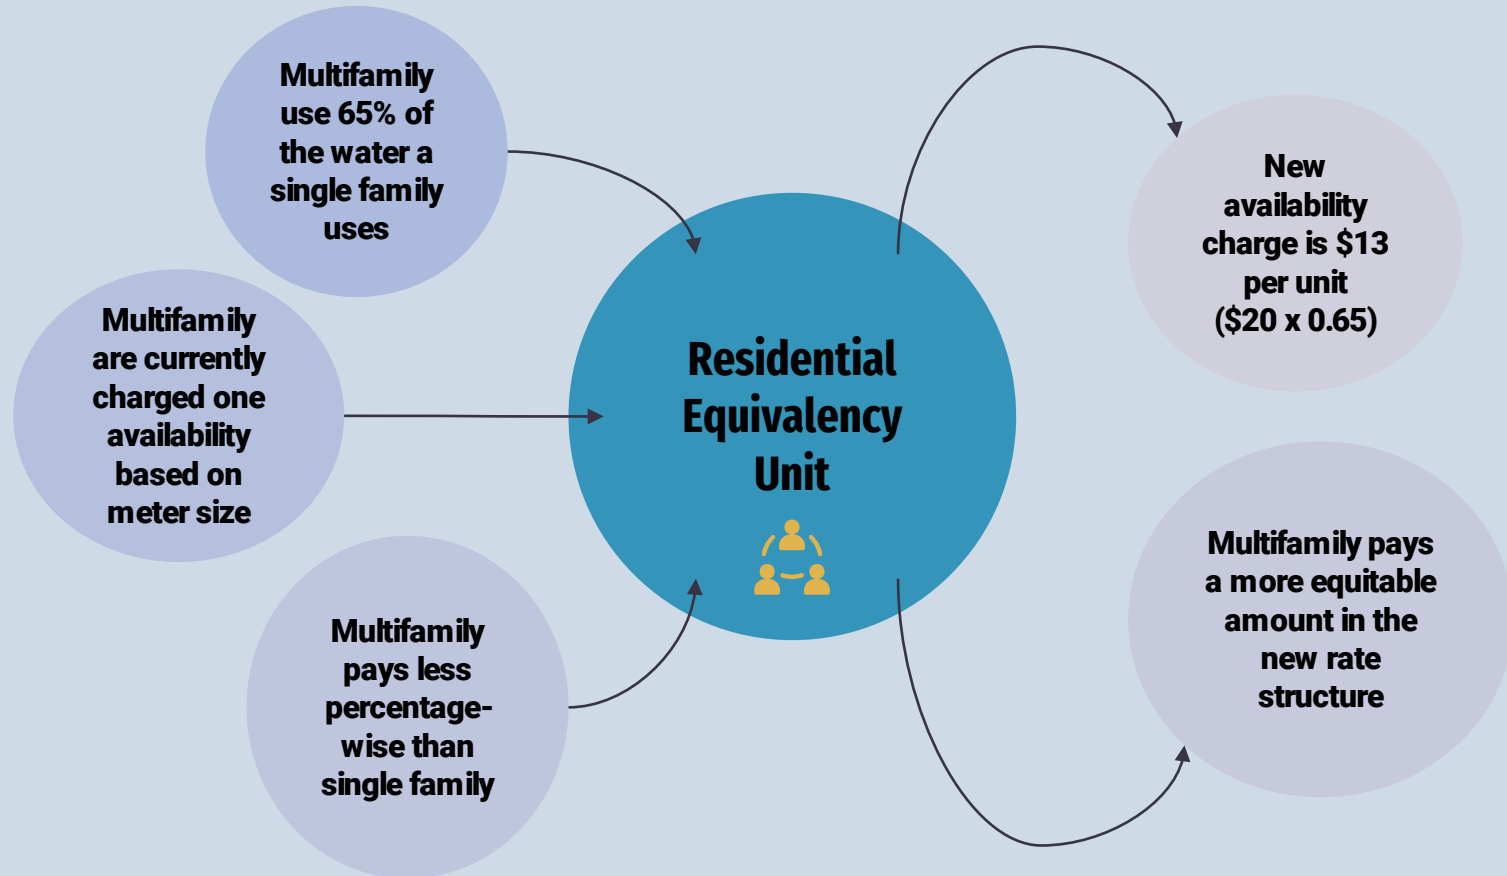 Multifamily
use 65% of
the water a
single family
uses
Multifamily
are currently
charged one
availability
based on
meter size
Multifamily
pays less
percentage-
wise than
single family
Residential
Equivalency
Unit
New
availability
charge is $13
per unit
($20 x 0.65)
Multifamily pays
a more equitable
amount in the
new rate
structure